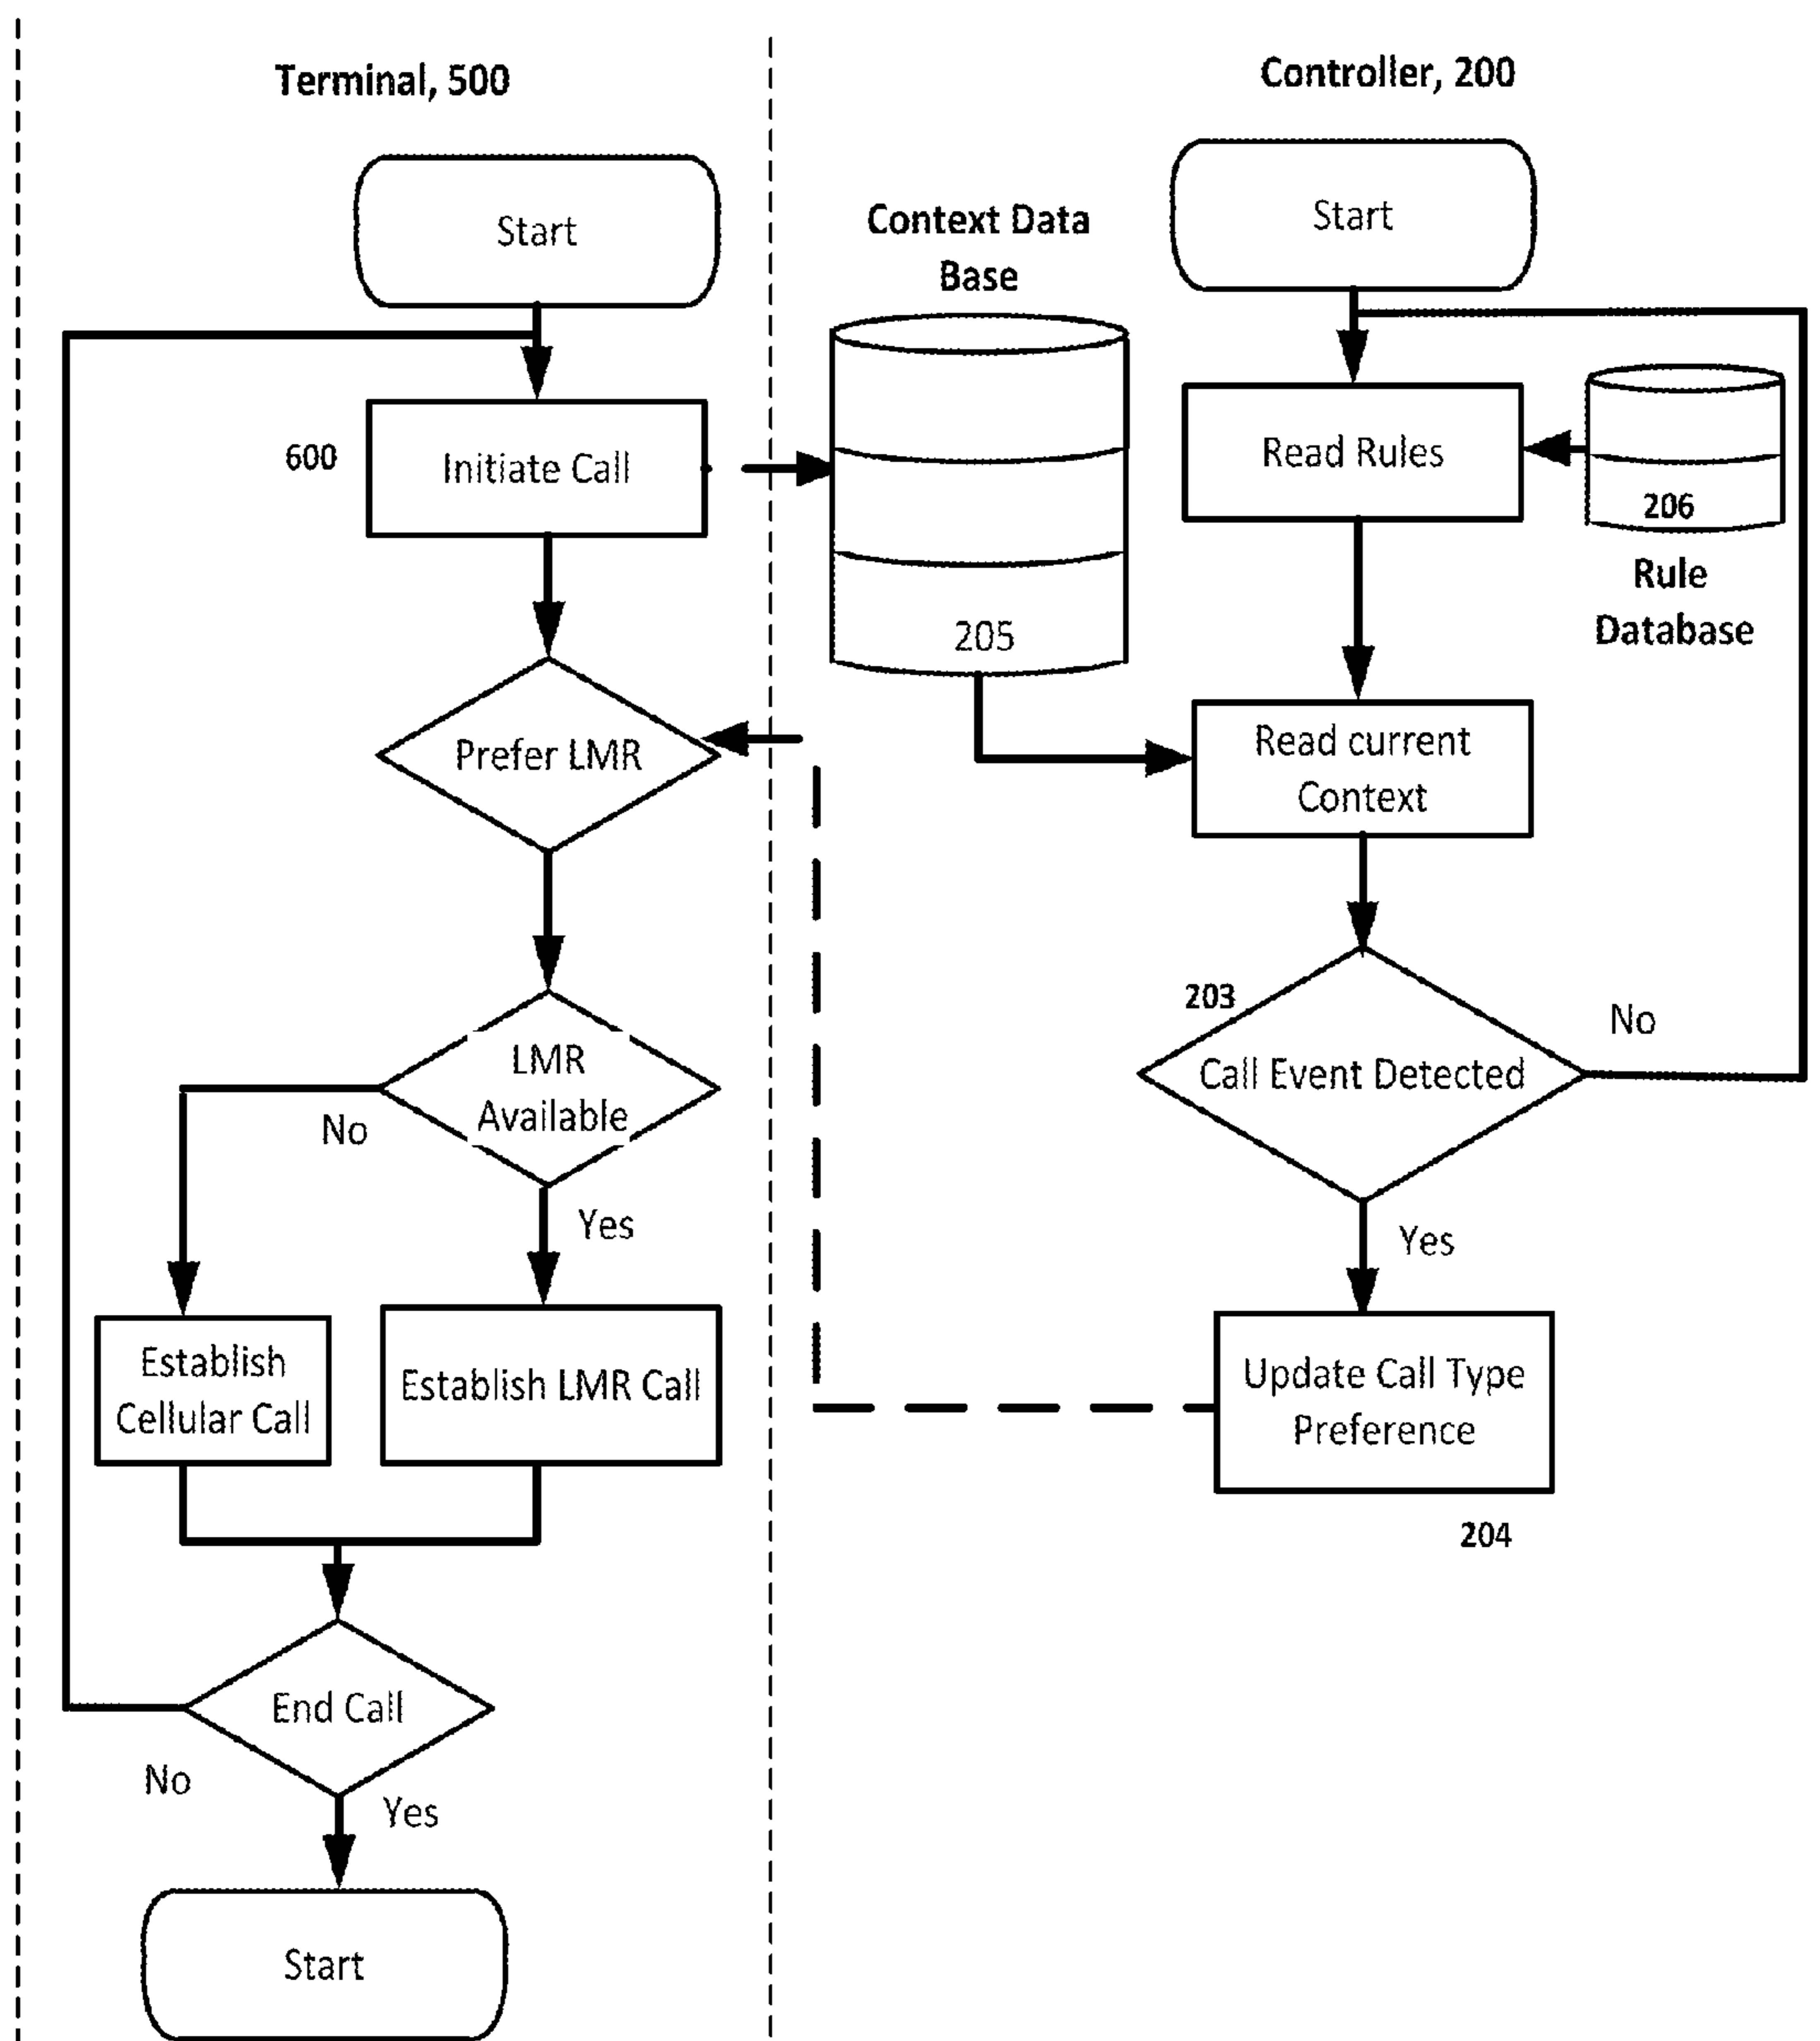 Terminal, 500
Start
600
Initiate Call
Prefer LMR
LMR
Available
No
Yes
Establish
Cellular Call
Establish LMR Call
End Call
No
Yes
Start
Controller, 200
Start
Context Data
Base
205
Read Rules
206
Rule
Database
Read current
Context
203
Call Event Detected
No
Yes
Update Call Type
Preference
204